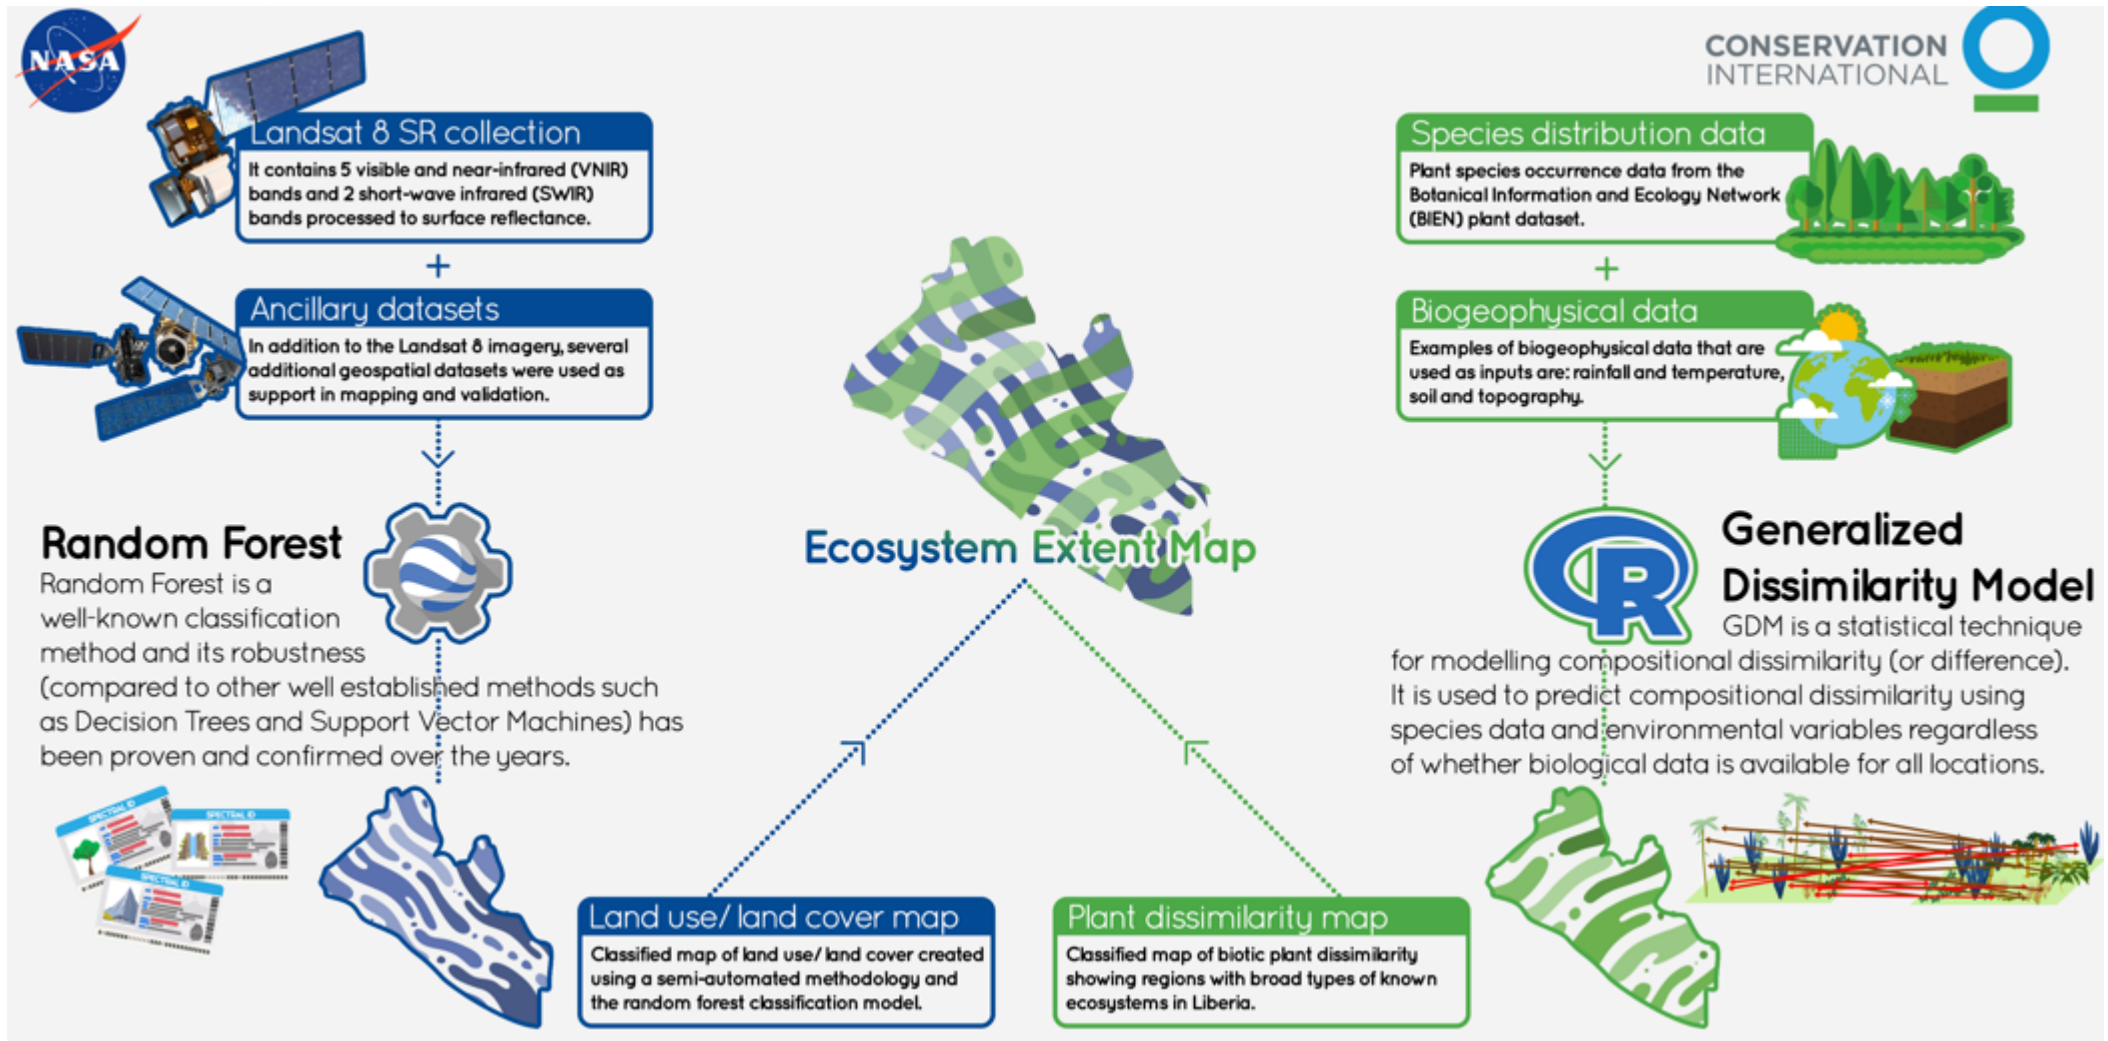 NASA
CONSERVATION
INTERNATIONAL
Landsat 8 SR collection
It contains 5 visible and near-infrared (VNIR)
bands and 2 short-wave infrared (SWIR)
bands processed to surface reflectance.
+
Ancillary datasets
In addition to the Landsat 8 imagery, several
additional geospatial datasets were used as
support in mapping and validation.
Random Forest
Random Forest is a
well-known classification
method and its robustness
(compared to other well established methods such
as Decision Trees and Support Vector Machines) has
been proven and confirmed over the years.
SPECTRAL ID
SPECTRAL ID
SPECTRAL ID
Land use/ land cover map
Classified map of land use/ land cover created
using a semi-automated methodology and
the random forest classification model.
Ecosystem Extent Map
Species distribution data
Plant species occurrence data from the
Botanical Information and Ecology Network
(BIEN) plant dataset.
+
Biogeophysical data
Examples of biogeophysical data that are
used as inputs are: rainfall and temperature,
soil and topography.
R
Generalized
Dissimilarity Model
GDM is a statistical technique
for modelling compositional dissimilarity (or difference).
It is used to predict compositional dissimilarity using
species data and environmental variables regardless
of whether biological data is available for all locations.
Plant dissimilarity map
Classified map of biotic plant dissimilarity
showing regions with broad types of known
ecosystems in Liberia.